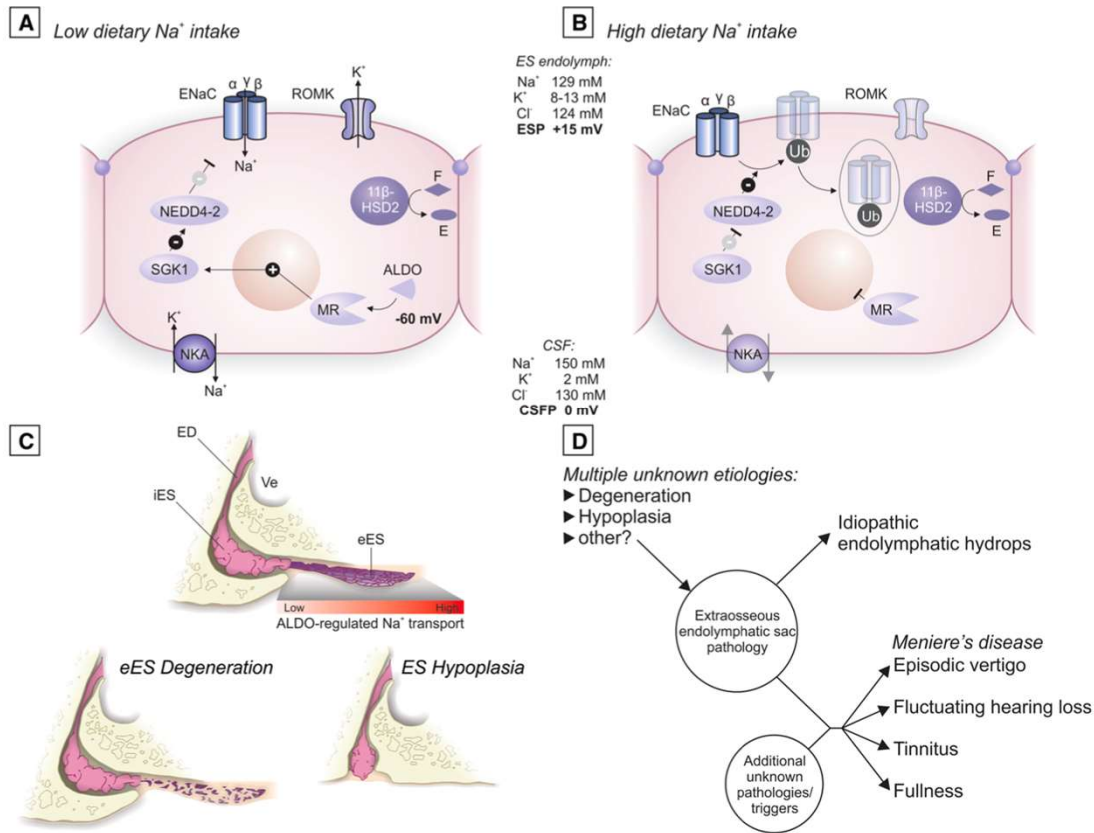 A
Low dietary Na⁺ intake
α γ β
ENaC
Na⁺
K⁺
ROMK
NEDD4-2
-
-
SGK1
+
11β-
HSD2
F
E
ALDO
MR
-60 mV
K⁺
NKA
Na⁺
ES endolymph:
Na⁺ 129 mM
K⁺ 8-13 mM
Cl⁻ 124 mM
ESP +15 mV
CSF:
Na⁺ 150 mM
K⁺ 2 mM
Cl⁻ 130 mM
CSFP 0 mV
B
High dietary Na⁺ intake
α γ β
ENaC
ROMK
Ub
Ub
-
NEDD4-2
-
SGK1
11β-
HSD2
F
E
MR
NKA
C
ED
Ve
iES
eES
Low High
ALDO-regulated Na⁺ transport
eES Degeneration
ES Hypoplasia
D
Multiple unknown etiologies:
▶ Degeneration
▶ Hypoplasia
▶ other?
Idiopathic
endolymphatic hydrops
Extraosseous
endolymphatic sac
pathology
Meniere's disease
Episodic vertigo
Fluctuating hearing loss
Tinnitus
Fullness
Additional
unknown
pathologies/
triggers